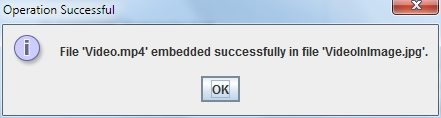 Operation Successful
File 'Video.mp4' embedded successfully in file 'VideoInImage.jpg'.
OK